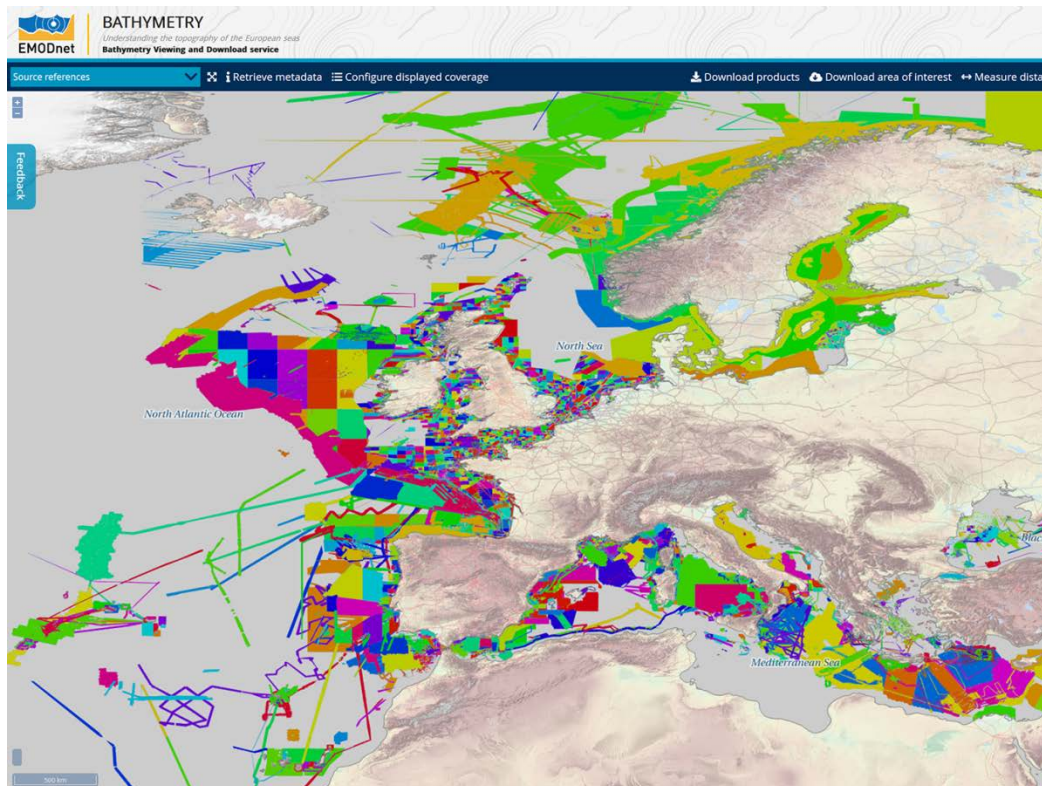 EMODnet
BATHYMETRY
Understanding the topography of the European seas
Bathymetry Viewing and Download service
Source references
Retrieve metadata
Configure displayed coverage
Download products
Download area of interest
Measure dista
+
-
Feedback
North Sea
North Atlantic Ocean
Blac
Mediterranean Sea
500 km